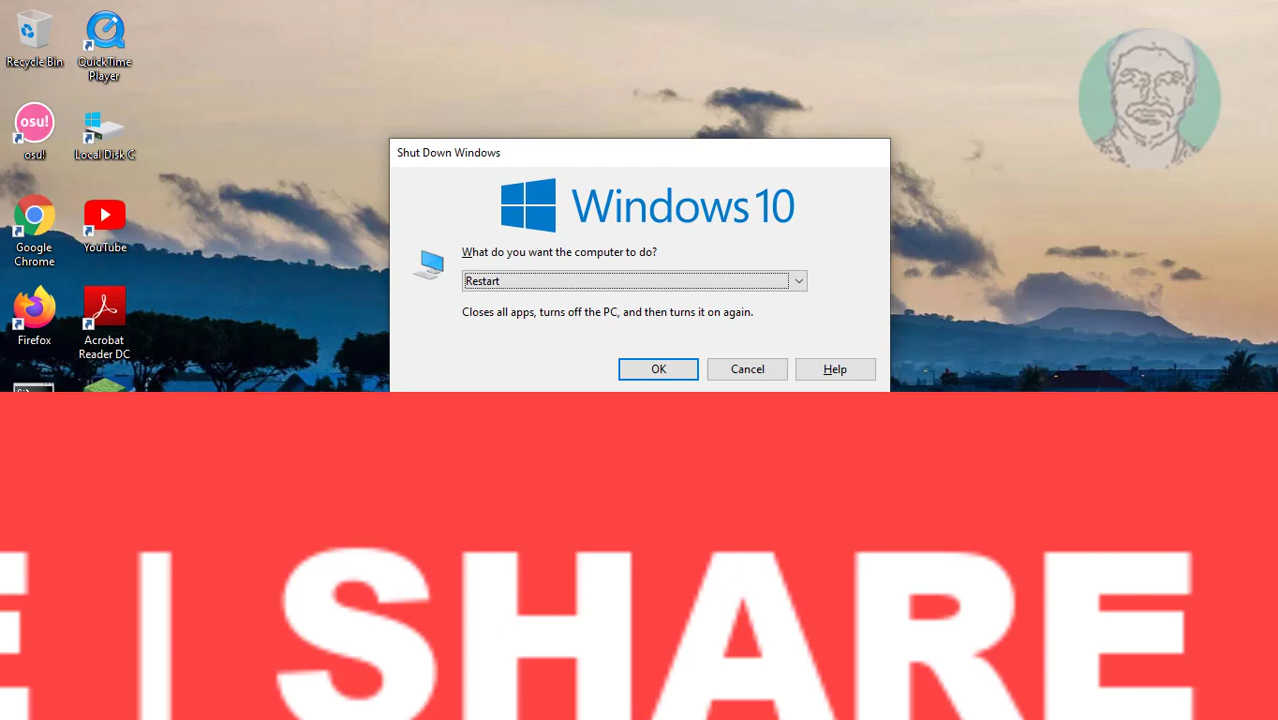 Recycle Bin
QuickTime Player
osu!
osu!
Local Disk C
Google Chrome
YouTube
Firefox
Acrobat Reader DC
Shut Down Windows
Windows 10
What do you want the computer to do?
Restart
Closes all apps, turns off the PC, and then turns it on again.
OK
Cancel
Help
E | SHARE